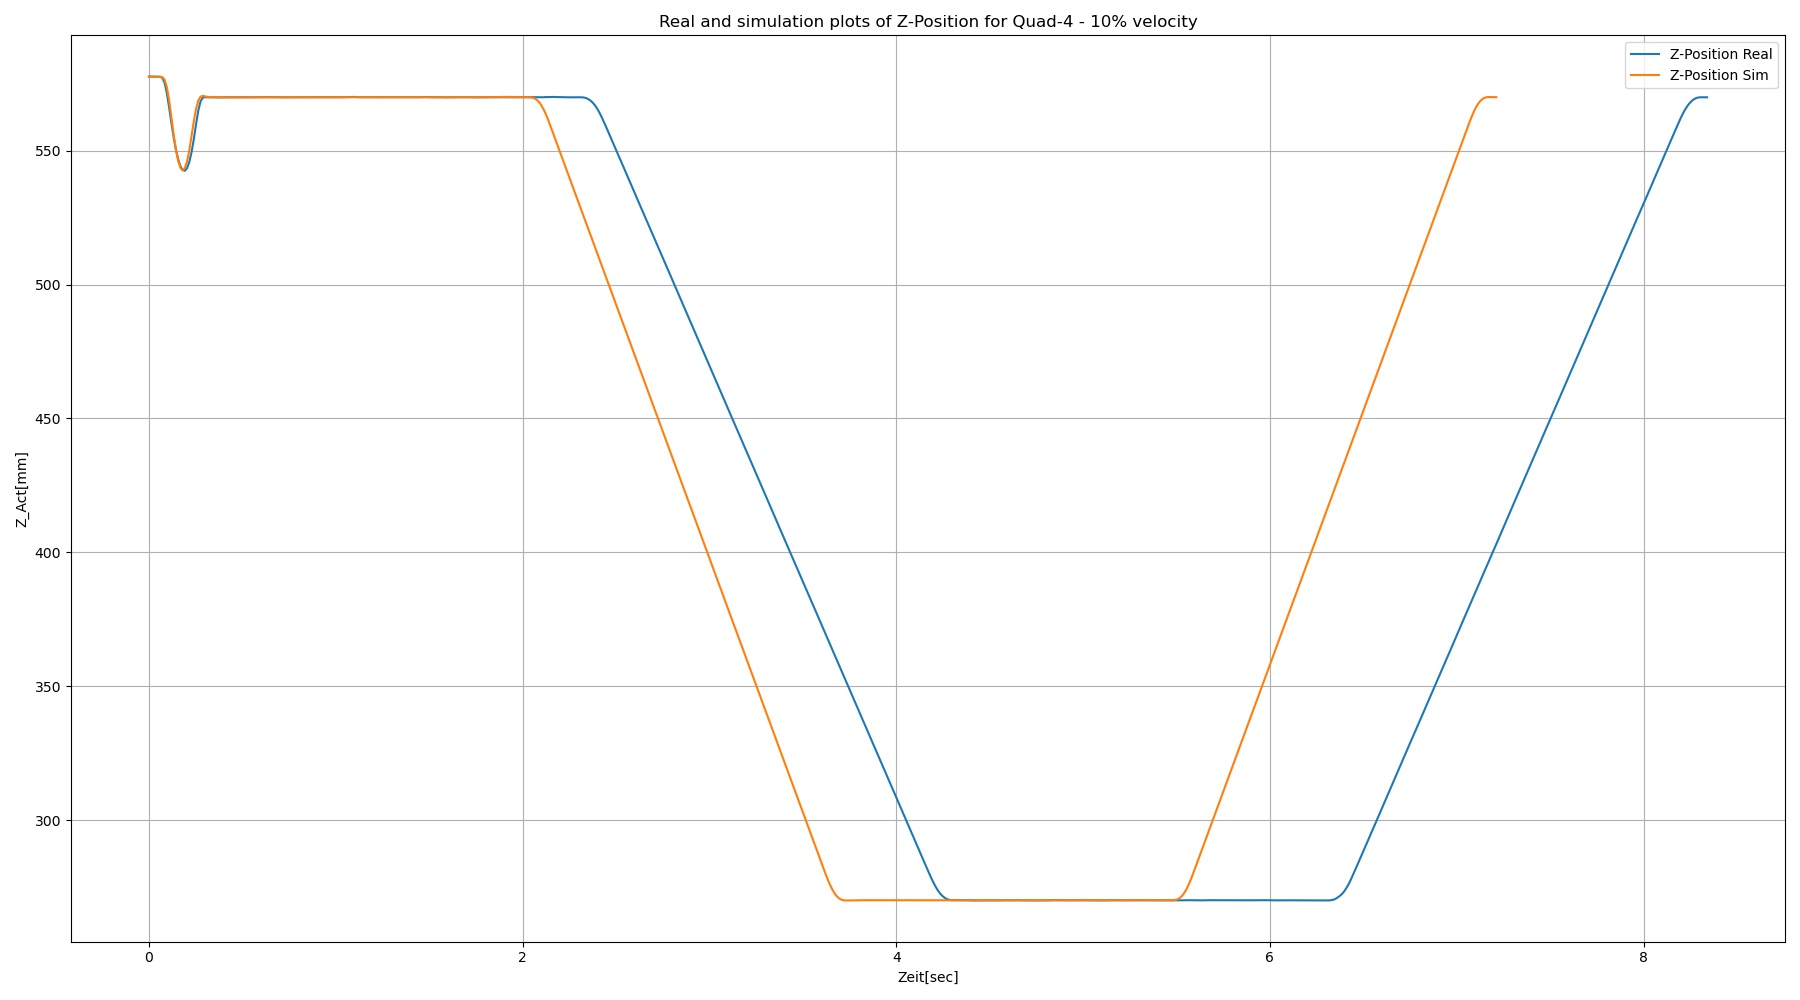 Real and simulation plots of Z-Position for Quad-4 - 10% velocity
Z-Position Real
Z-Position Sim
550
500
450
400
350
300
Z_Act[mm]
0 2 4 6 8
Zeit[sec]